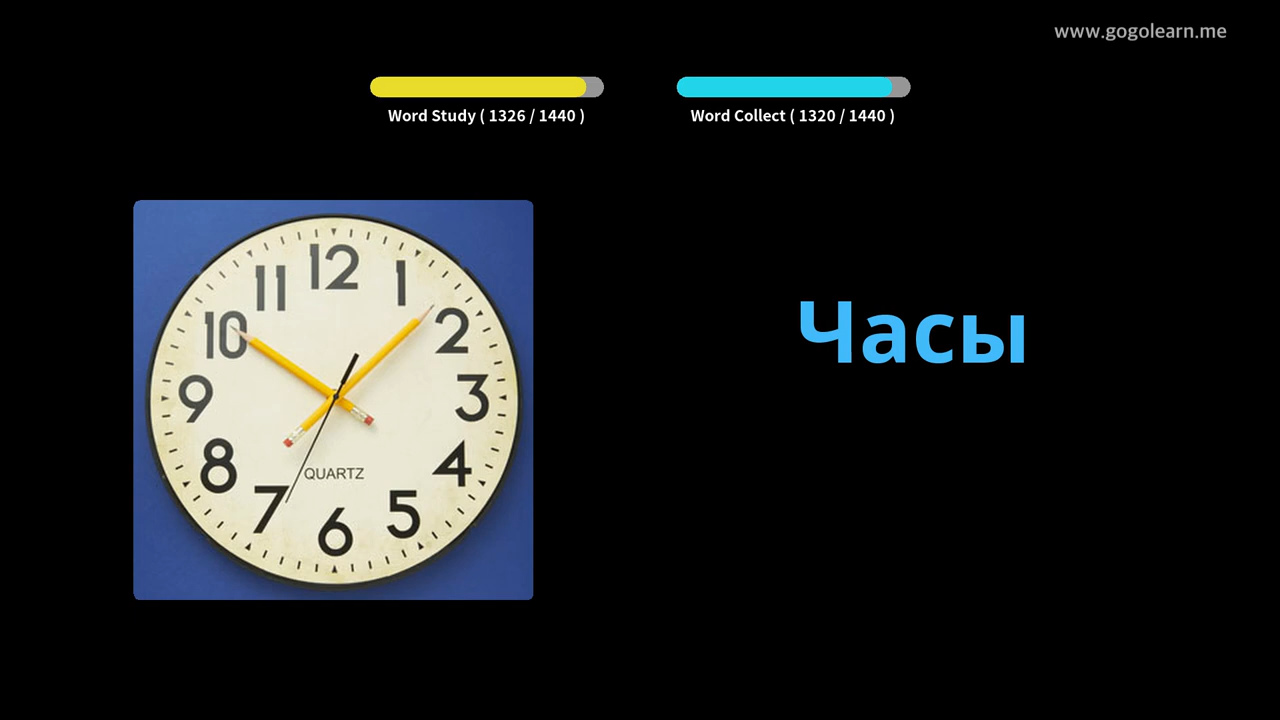 www.gogolearn.me
Word Study ( 1326 / 1440 )
Word Collect ( 1320 / 1440 )
12
11
1
10
2
9
3
8
4
QUARTZ
7
5
6
Часы